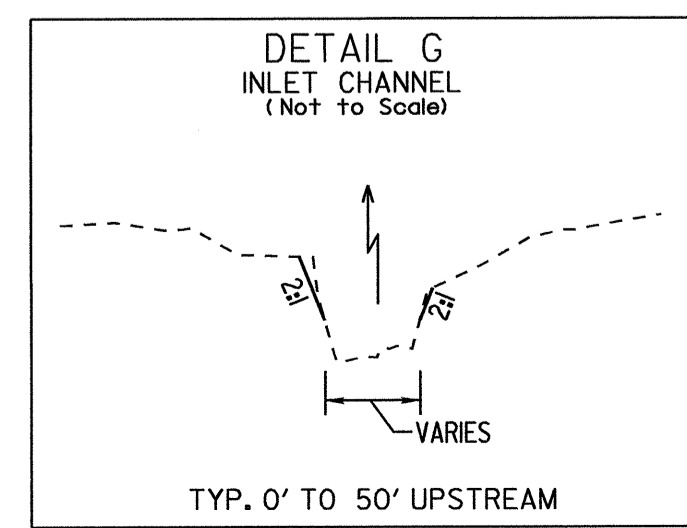 DETAIL G
INLET CHANNEL
(Not to Scale)
2:1
2:1
VARIES
TYP. 0' TO 50' UPSTREAM